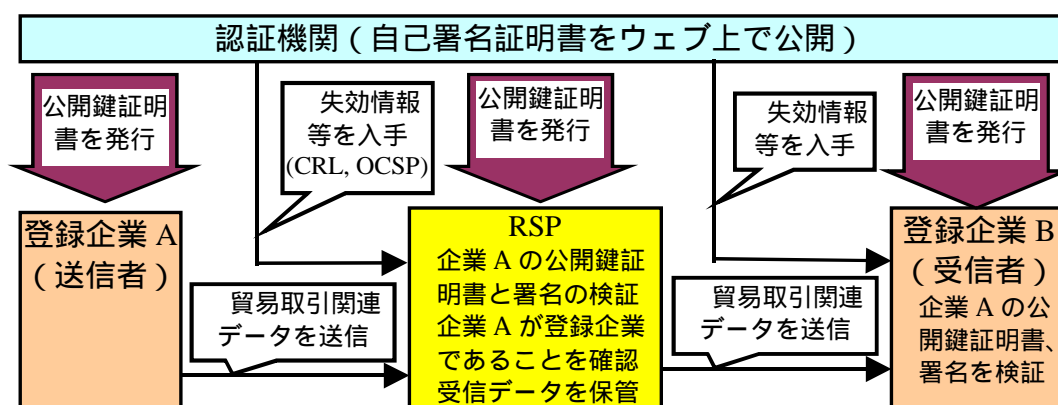 認証機関(自己署名証明書をウェブ上で公開)
公開鍵証明
書を発行
失効情報
等を入手
(CRL, OCSP)
公開鍵証明
書を発行
失効情報
等を入手
公開鍵証明
書を発行
登録企業 A
(送信者)
貿易取引関連
データを送信
RSP
企業 A の公開鍵証
明書と署名の検証
企業 A が登録企業
であることを確認
受信データを保管
貿易取引関連
データを送信
登録企業 B
(受信者)
企業 A の公
開鍵証明書、
署名を検証